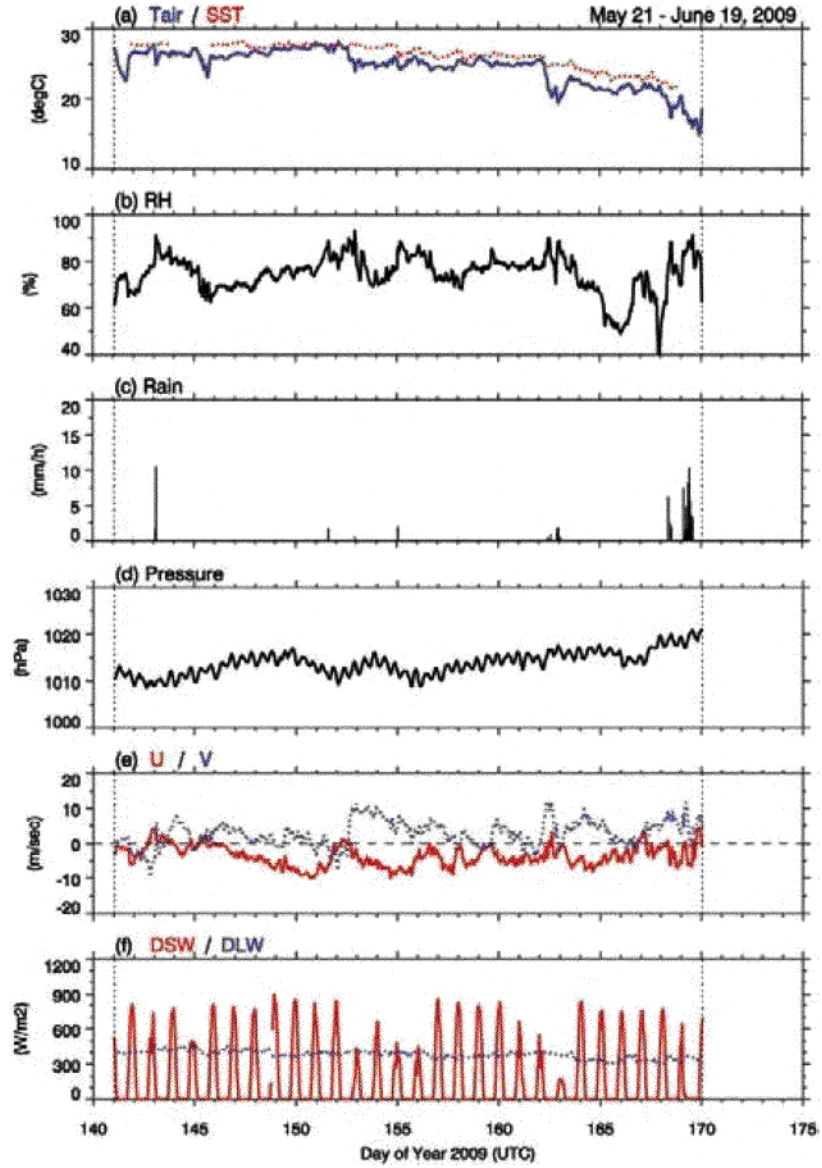 (a) Tair / SST May 21 - June 19, 2009
30
20
10
(degC)
(b) RH
100
80
60
40
(%)
(c) Rain
20
15
10
5
0
(mm/h)
(d) Pressure
1030
1020
1010
1000
(hPa)
(e) U / V
20
10
0
-10
-20
(m/sec)
(f) DSW / DLW
1200
900
600
300
0
(W/m2)
140 145 150 155 160 165 170 175
Day of Year 2009 (UTC)